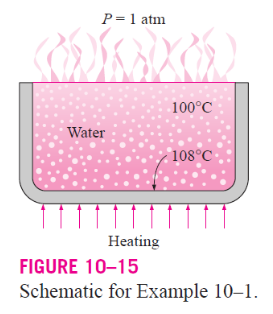 P = 1 atm
100°C
Water
108°C
Heating
FIGURE 10–15
Schematic for Example 10–1.